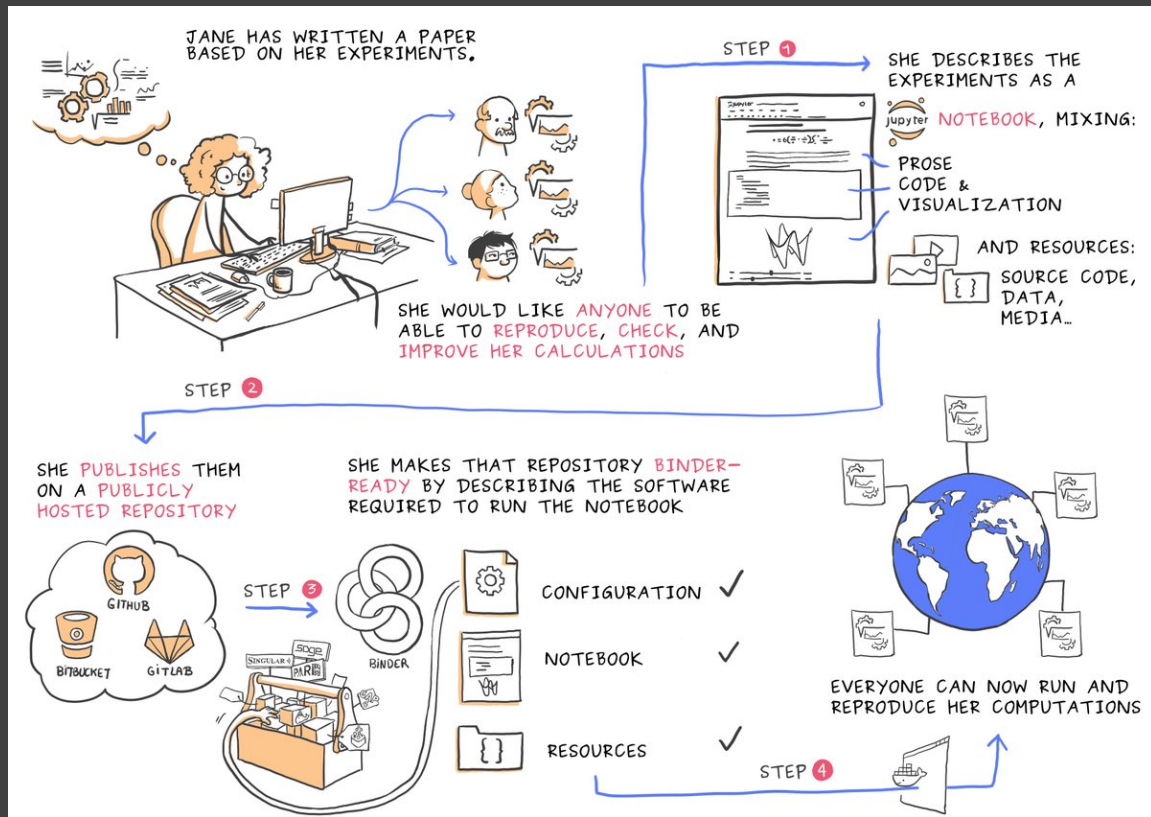 JANE HAS WRITTEN A PAPER
BASED ON HER EXPERIMENTS.
SHE WOULD LIKE ANYONE TO BE
ABLE TO REPRODUCE, CHECK, AND
IMPROVE HER CALCULATIONS
STEP 1
SHE DESCRIBES THE
EXPERIMENTS AS A
jupyter NOTEBOOK, MIXING:
jupyter
PROSE
CODE &
VISUALIZATION
AND RESOURCES:
SOURCE CODE,
DATA,
MEDIA...
{ }
STEP 2
SHE PUBLISHES THEM
ON A PUBLICLY
HOSTED REPOSITORY
GITHUB
BITBUCKET
GITLAB
STEP 3
SHE MAKES THAT REPOSITORY BINDER-
READY BY DESCRIBING THE SOFTWARE
REQUIRED TO RUN THE NOTEBOOK
BINDER
sage
SINGULAR
PARI
CONFIGURATION ✓
NOTEBOOK ✓
{ }
RESOURCES ✓
STEP 4
EVERYONE CAN NOW RUN AND
REPRODUCE HER COMPUTATIONS